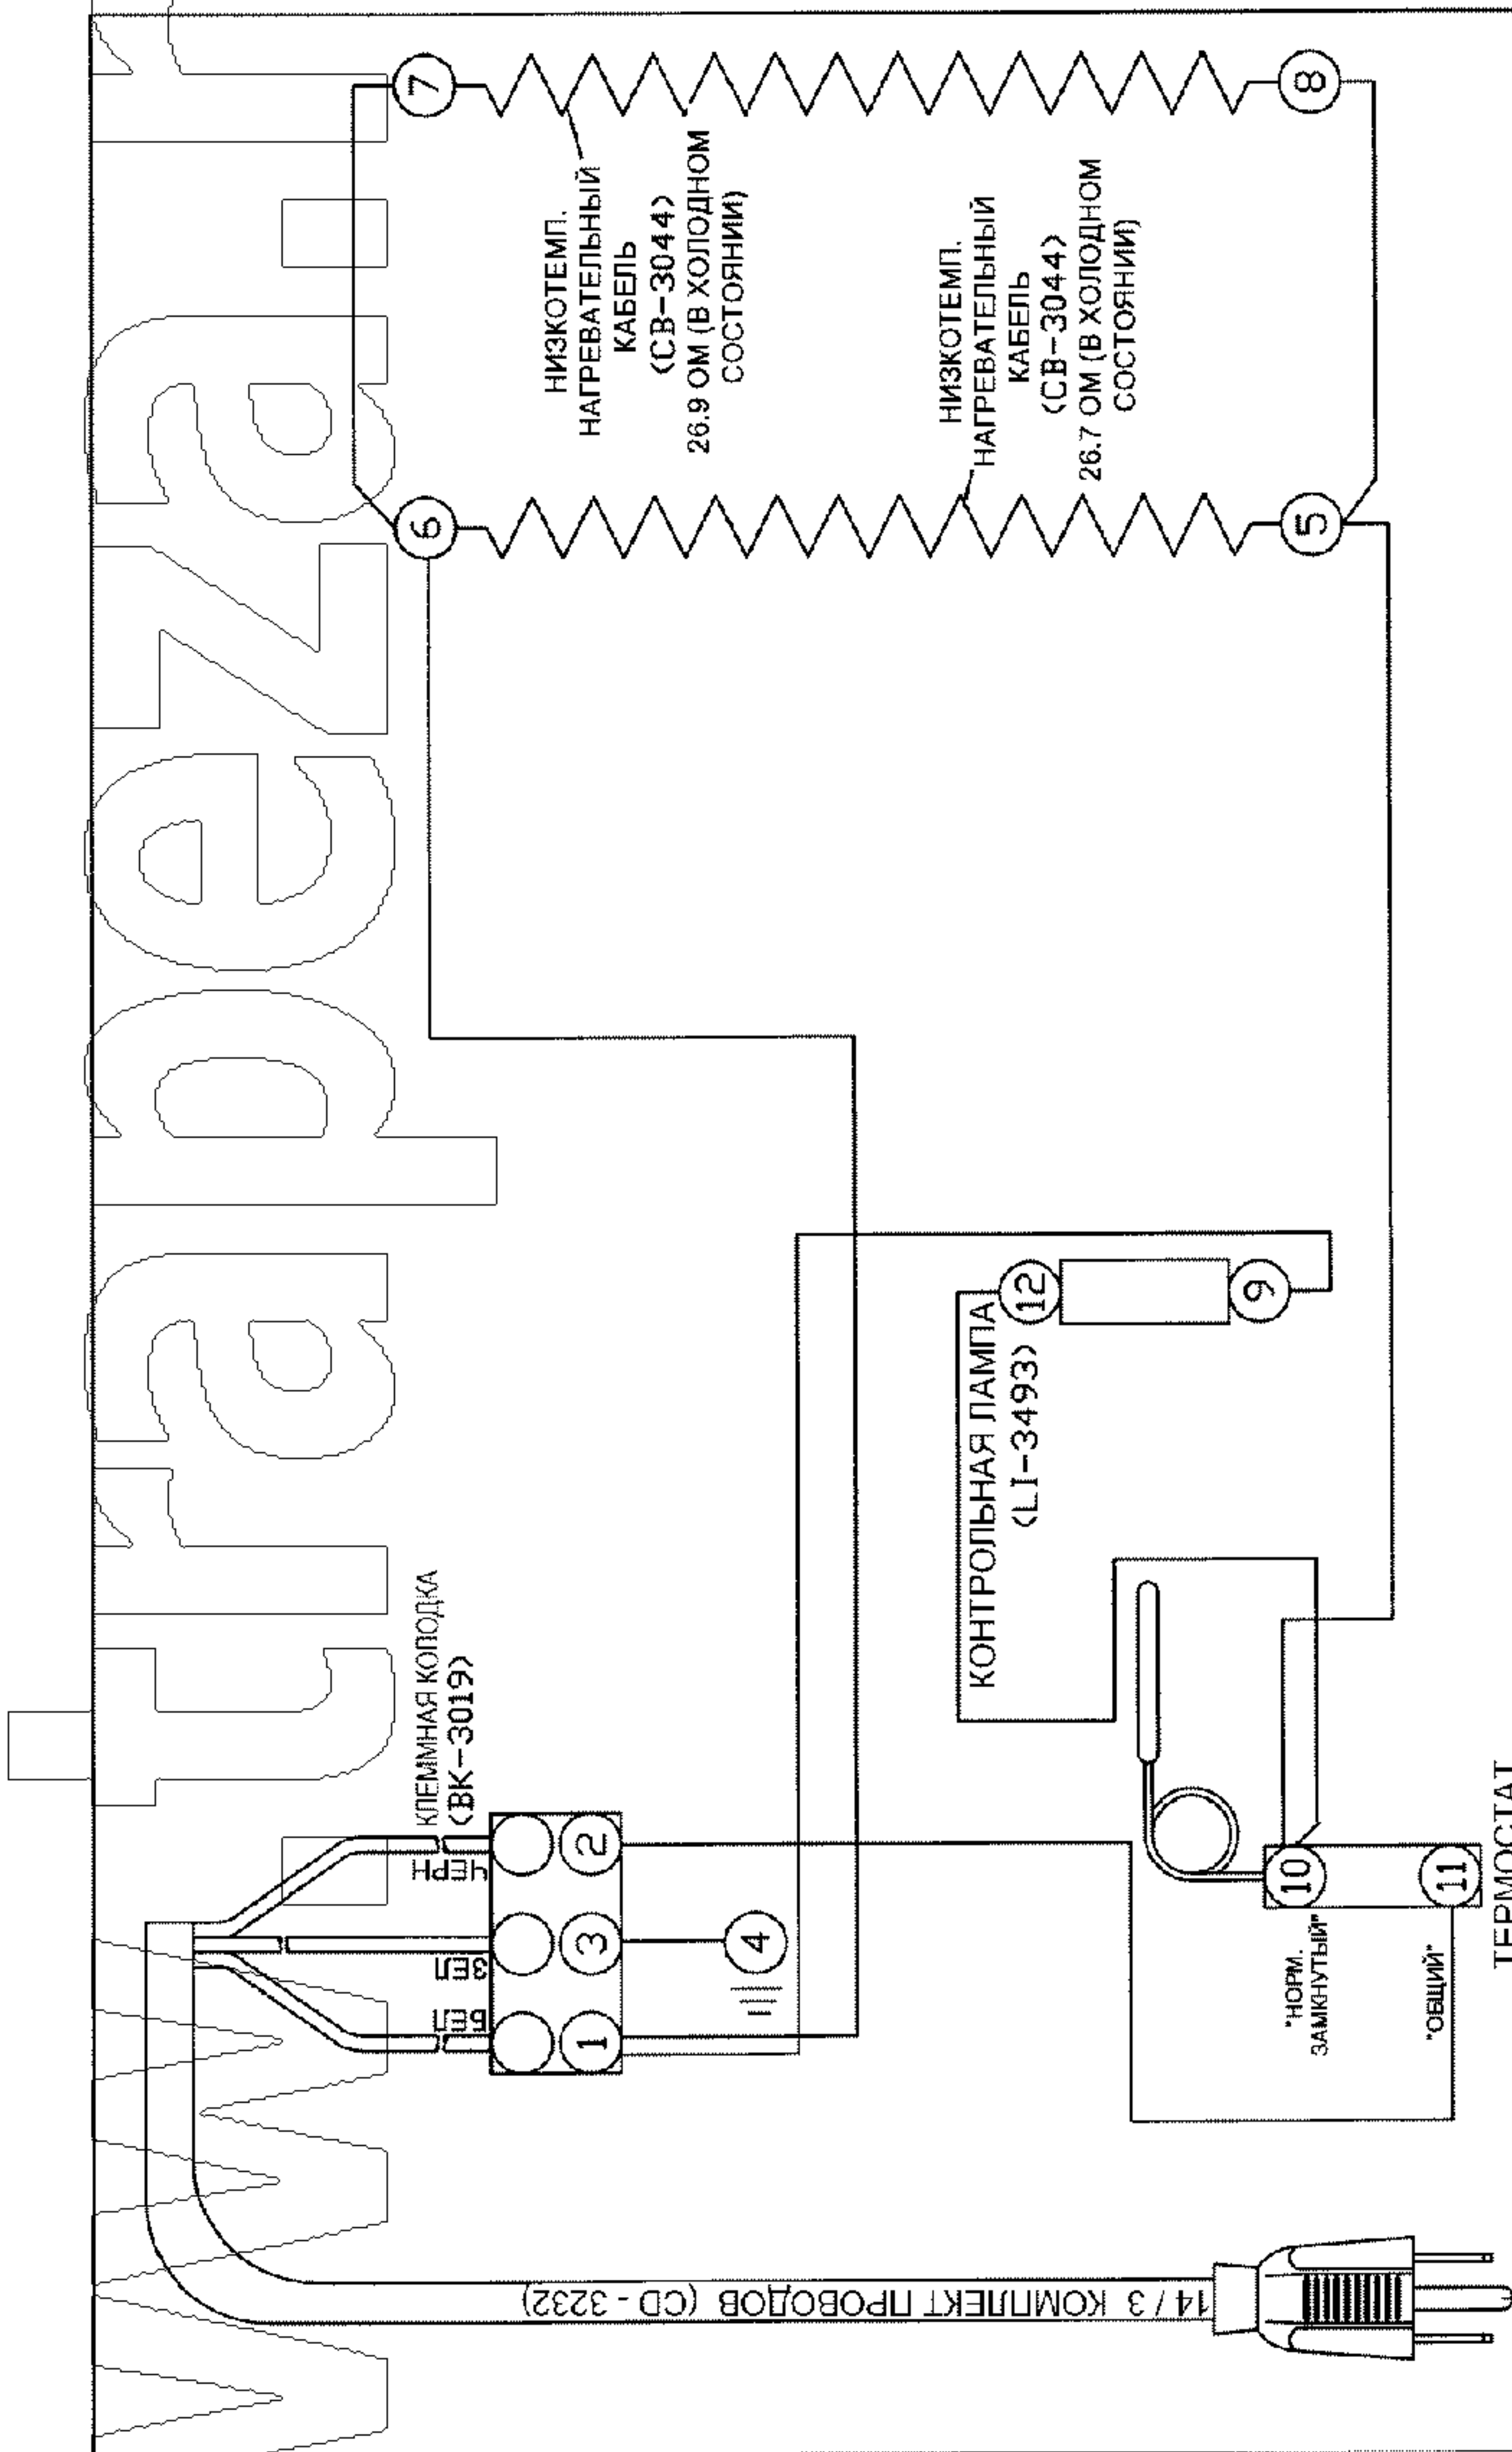 www.trapeza.r
КЛЕММНАЯ КОЛОДКА
(BK-3019)
БЕЛ
ЗЕЛ
ЧЕРН
1
3
2
4
14 / 3 КОМПЛЕКТ ПРОВОДОВ (CD - 3232)
6
7
НИЗКОТЕМП.
НАГРЕВАТЕЛЬНЫЙ
КАБЕЛЬ
(CB-3044)
26.9 ОМ (В ХОЛОДНОМ
СОСТОЯНИИ)
НИЗКОТЕМП.
НАГРЕВАТЕЛЬНЫЙ
КАБЕЛЬ
(CB-3044)
26.7 ОМ (В ХОЛОДНОМ
СОСТОЯНИИ)
5
8
КОНТРОЛЬНАЯ ЛАМПА
(LI-3493)
12
9
10
11
"НОРМ.
ЗАМКНУТЫЙ"
"ОБЩИЙ"
ТЕРМОСТАТ